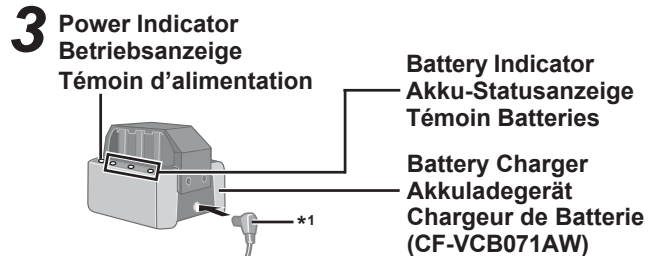 3
Power Indicator
Betriebsanzeige
Témoin d'alimentation
Battery Indicator
Akku-Statusanzeige
Témoin Batteries
Battery Charger
Akkuladegerät
Chargeur de Batterie
(CF-VCB071AW)
*1